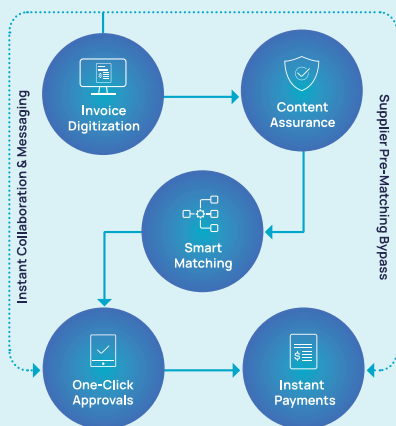 Invoice
Digitization
Content
Assurance
Instant Collaboration & Messaging
Supplier Pre-Matching Bypass
Smart
Matching
One-Click
Approvals
Instant
Payments